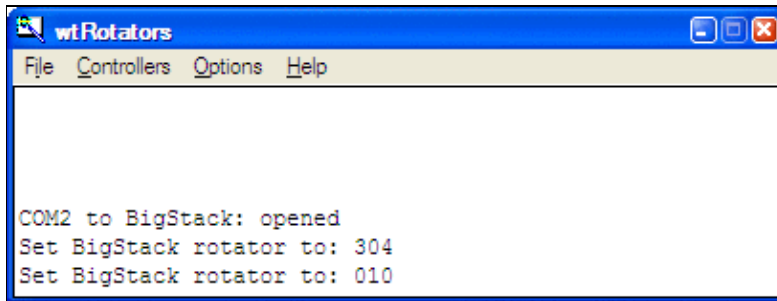 wtRotators
File Controllers Options Help
COM2 to BigStack: opened
Set BigStack rotator to: 304
Set BigStack rotator to: 010